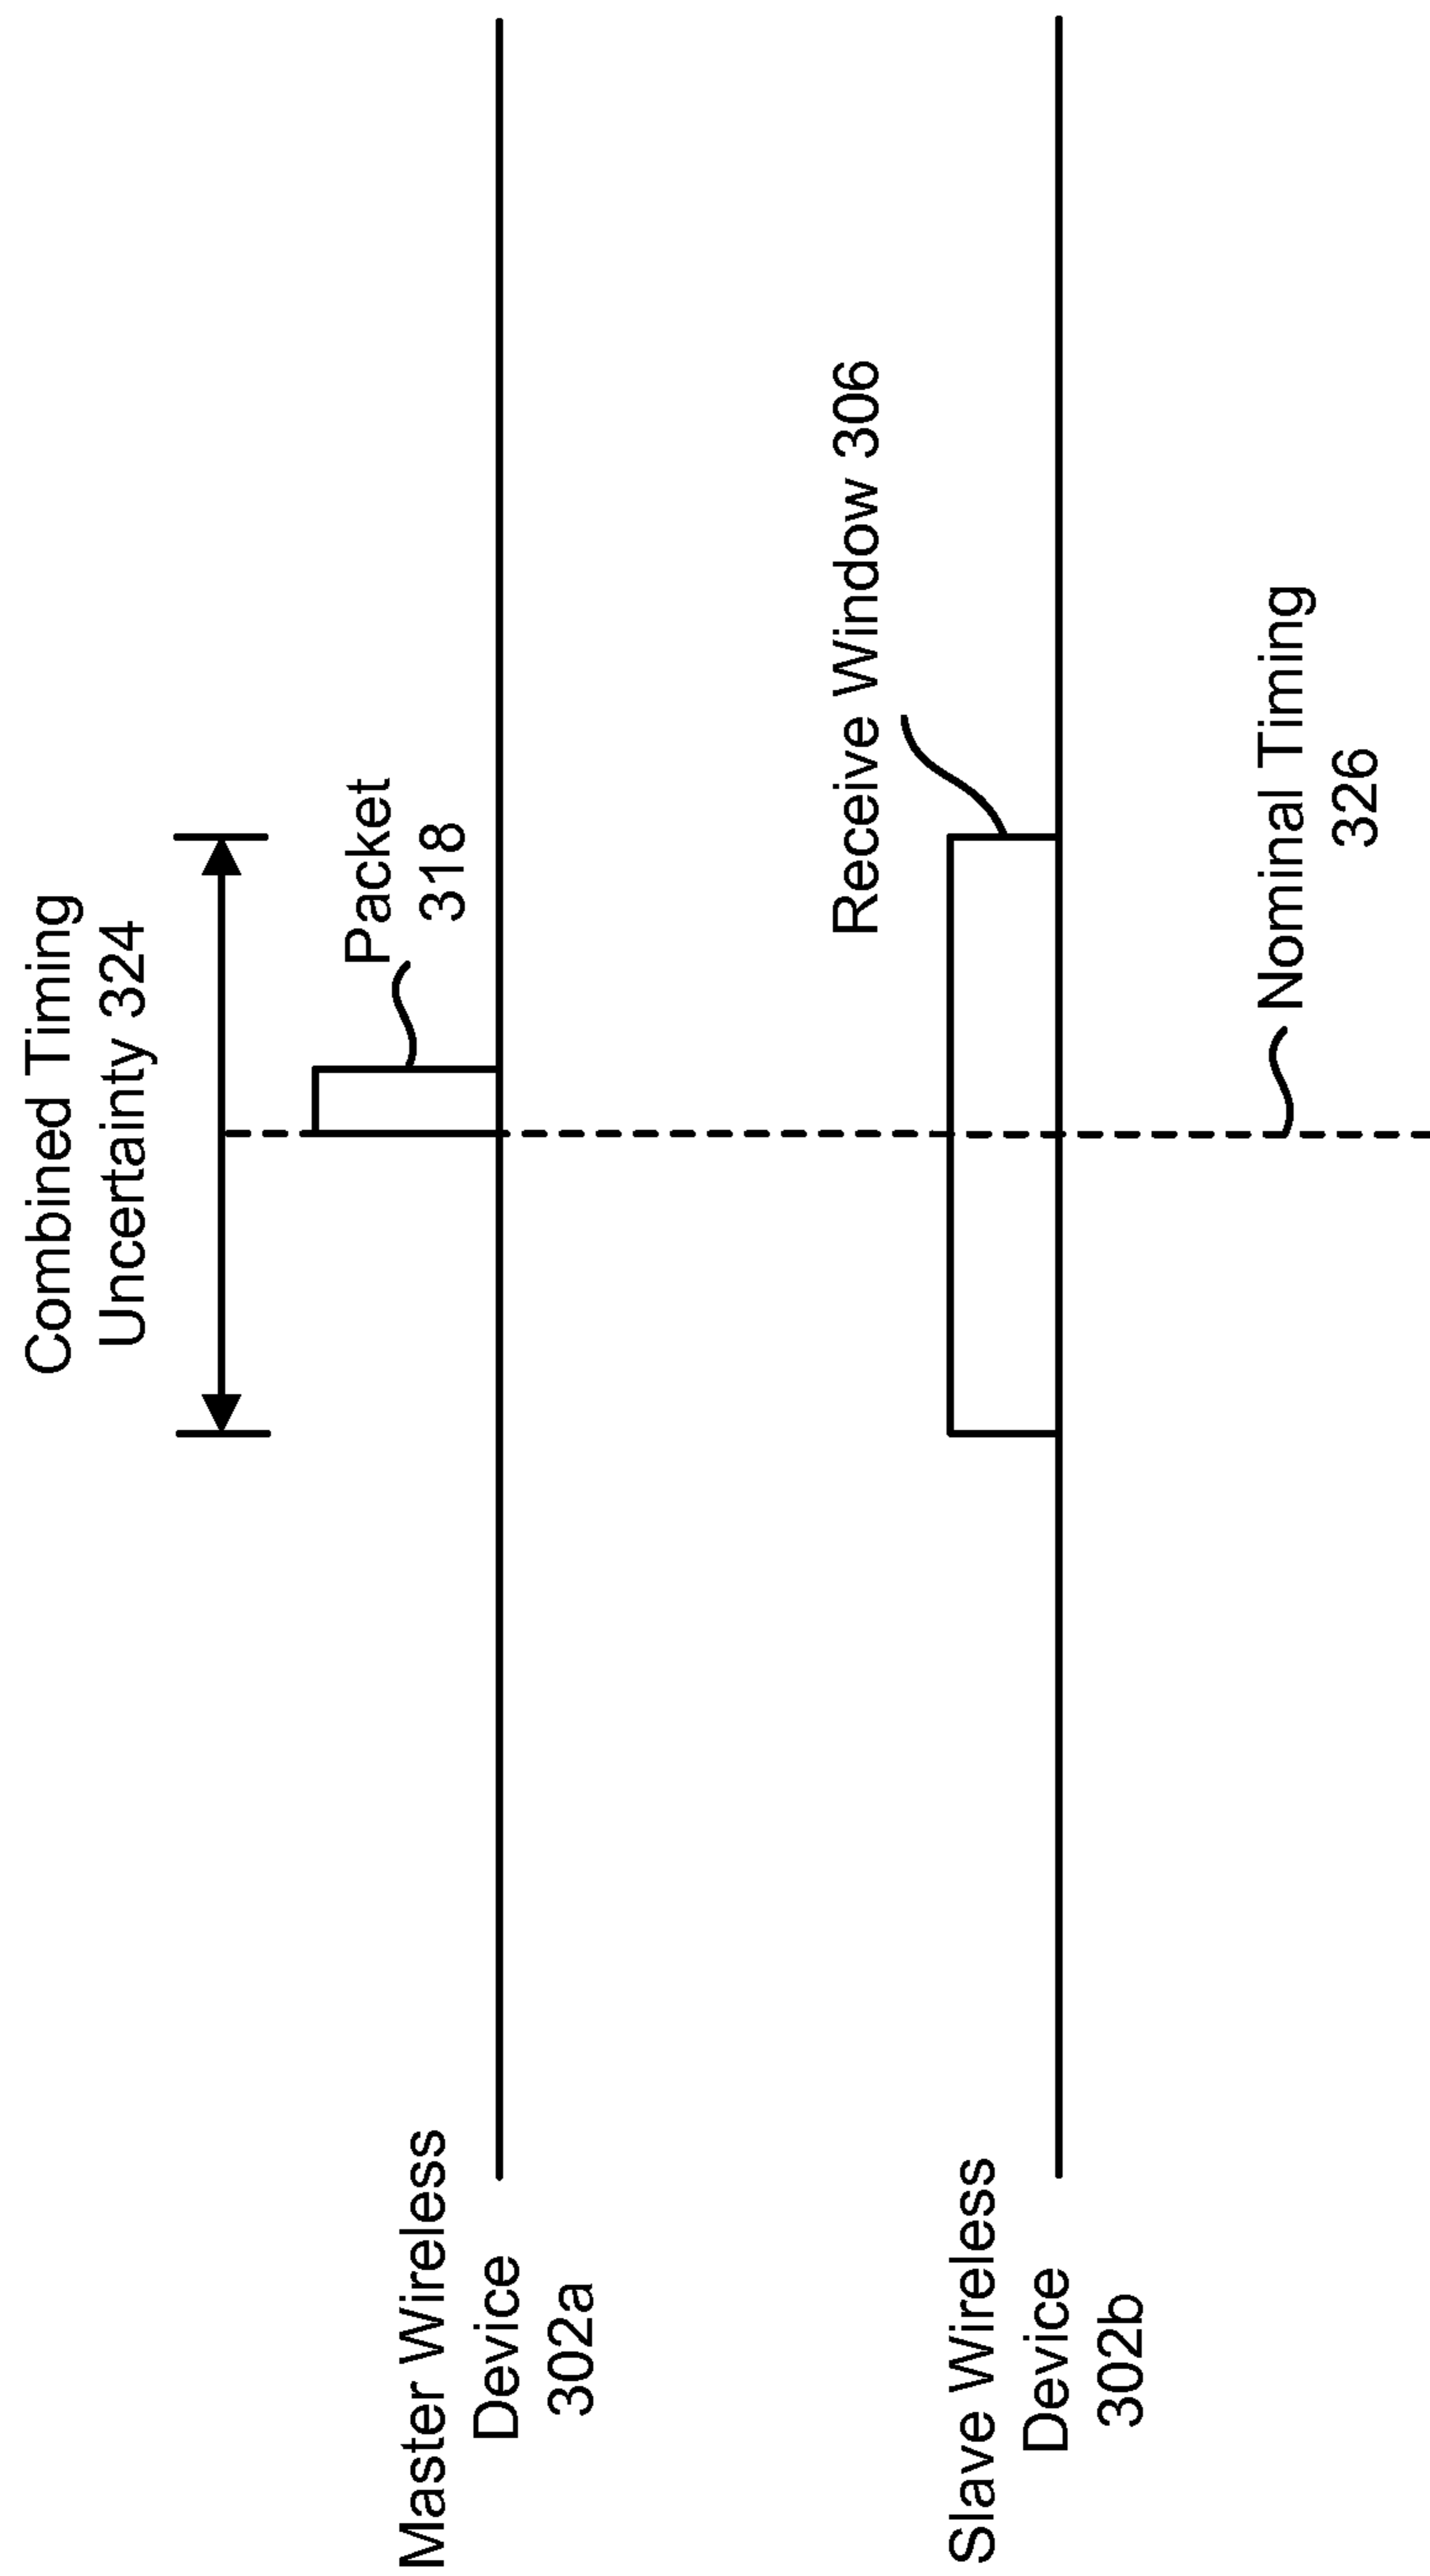 Combined Timing
Uncertainty 324
Packet
318
Master Wireless
Device
302a
Receive Window 306
Slave Wireless
Device
302b
Nominal Timing
326